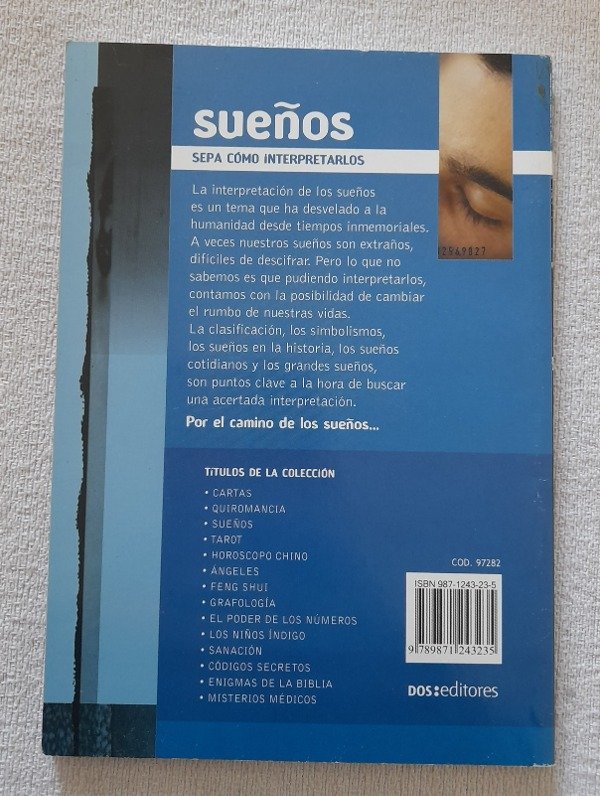 sueños
SEPA CÓMO INTERPRETARLOS
La interpretación de los sueños
es un tema que ha desvelado a la
humanidad desde tiempos inmemoriales.
A veces nuestros sueños son extraños,
difíciles de descifrar. Pero lo que no
sabemos es que pudiendo interpretarlos,
contamos con la posibilidad de cambiar
el rumbo de nuestras vidas.
La clasificación, los simbolismos,
los sueños en la historia, los sueños
cotidianos y los grandes sueños,
son puntos clave a la hora de buscar
una acertada interpretación.
Por el camino de los sueños...
12549827
TÍTULOS DE LA COLECCIÓN
• CARTAS
• QUIROMANCIA
• SUEÑOS
• TAROT
• HOROSCOPO CHINO
• ÁNGELES
• FENG SHUI
• GRAFOLOGÍA
• EL PODER DE LOS NÚMEROS
• LOS NIÑOS ÍNDIGO
• SANACIÓN
• CÓDIGOS SECRETOS
• ENIGMAS DE LA BIBLIA
• MISTERIOS MÉDICOS
COD. 97282
ISBN 987-1243-23-5
9 789871 243235
DOS:editores